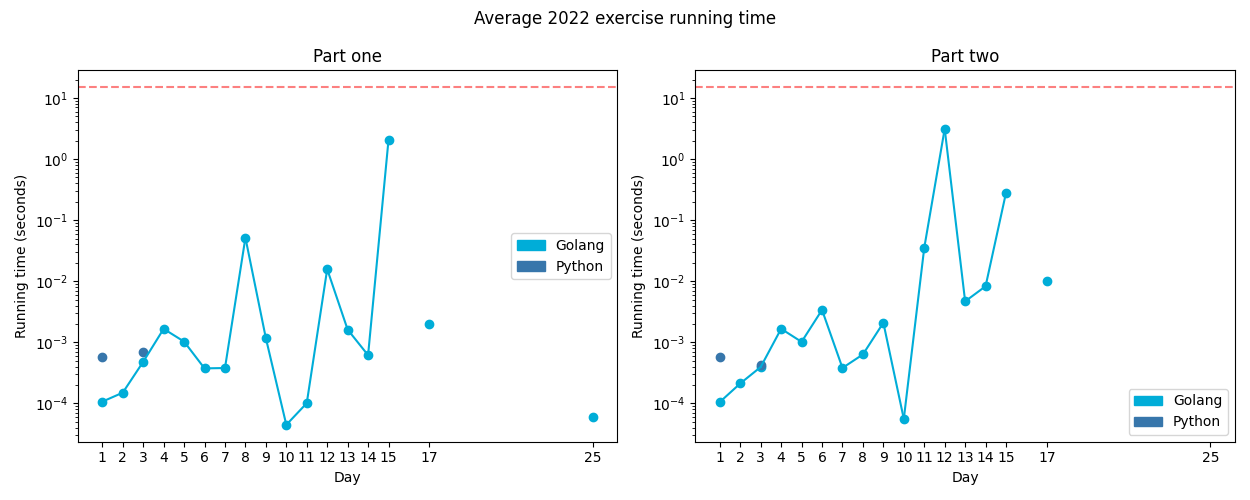 Average 2022 exercise running time
Part one
Running time (seconds)
10¹
10⁰
10⁻¹
10⁻²
10⁻³
10⁻⁴
Golang
Python
1 2 3 4 5 6 7 8 9 10 11 12 13 14 15 17 25
Day
Part two
Running time (seconds)
10¹
10⁰
10⁻¹
10⁻²
10⁻³
10⁻⁴
Golang
Python
1 2 3 4 5 6 7 8 9 10 11 12 13 14 15 17 25
Day